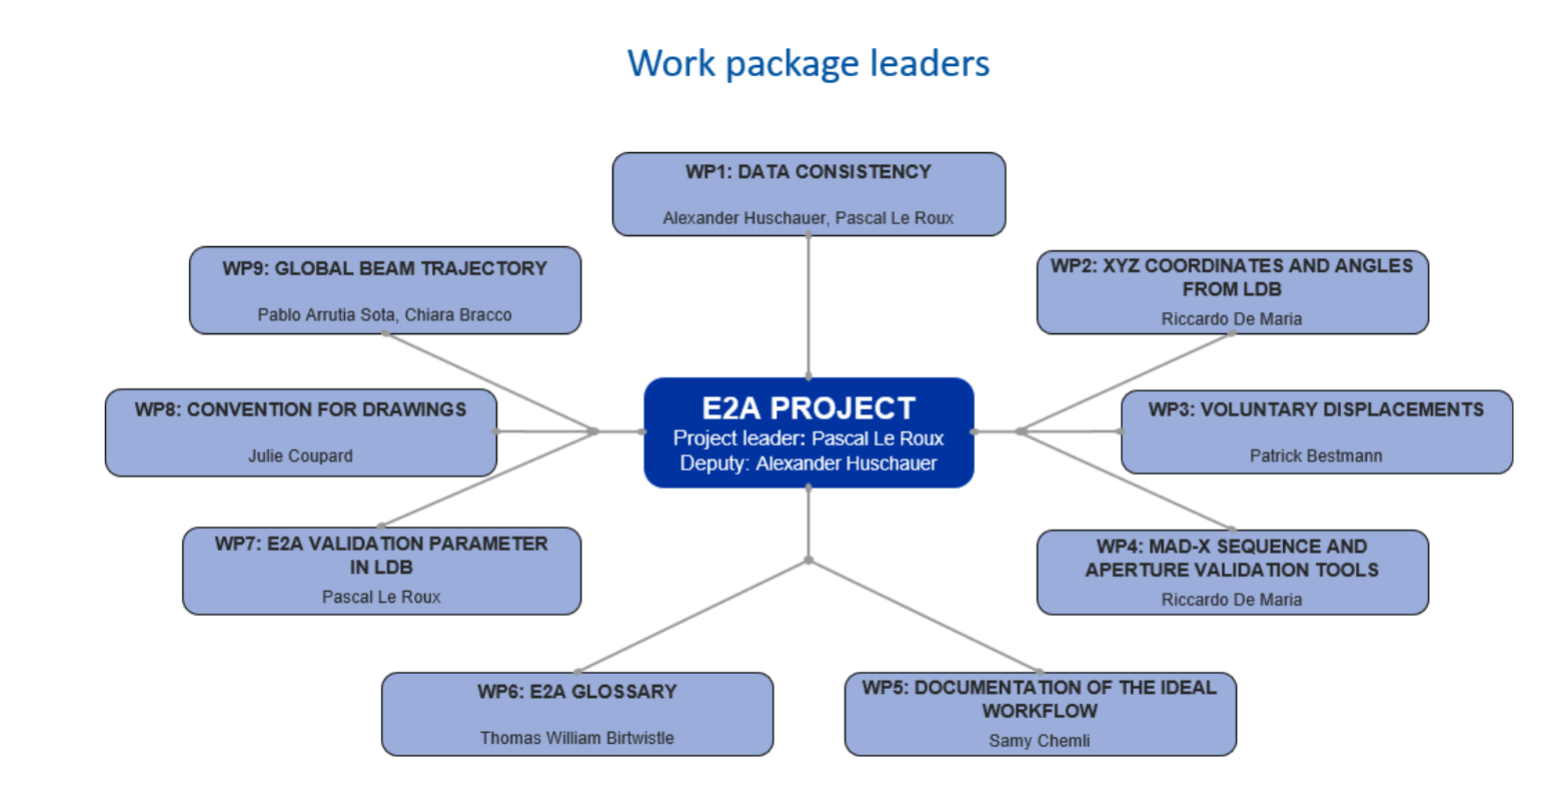 Work package leaders
WP1: DATA CONSISTENCY
Alexander Huschauer, Pascal Le Roux
WP9: GLOBAL BEAM TRAJECTORY
Pablo Arrutia Sota, Chiara Bracco
WP2: XYZ COORDINATES AND ANGLES
FROM LDB
Riccardo De Maria
WP8: CONVENTION FOR DRAWINGS
Julie Coupard
E2A PROJECT
Project leader: Pascal Le Roux
Deputy: Alexander Huschauer
WP3: VOLUNTARY DISPLACEMENTS
Patrick Bestmann
WP7: E2A VALIDATION PARAMETER
IN LDB
Pascal Le Roux
WP4: MAD-X SEQUENCE AND
APERTURE VALIDATION TOOLS
Riccardo De Maria
WP6: E2A GLOSSARY
Thomas William Birtwistle
WP5: DOCUMENTATION OF THE IDEAL
WORKFLOW
Samy Chemli